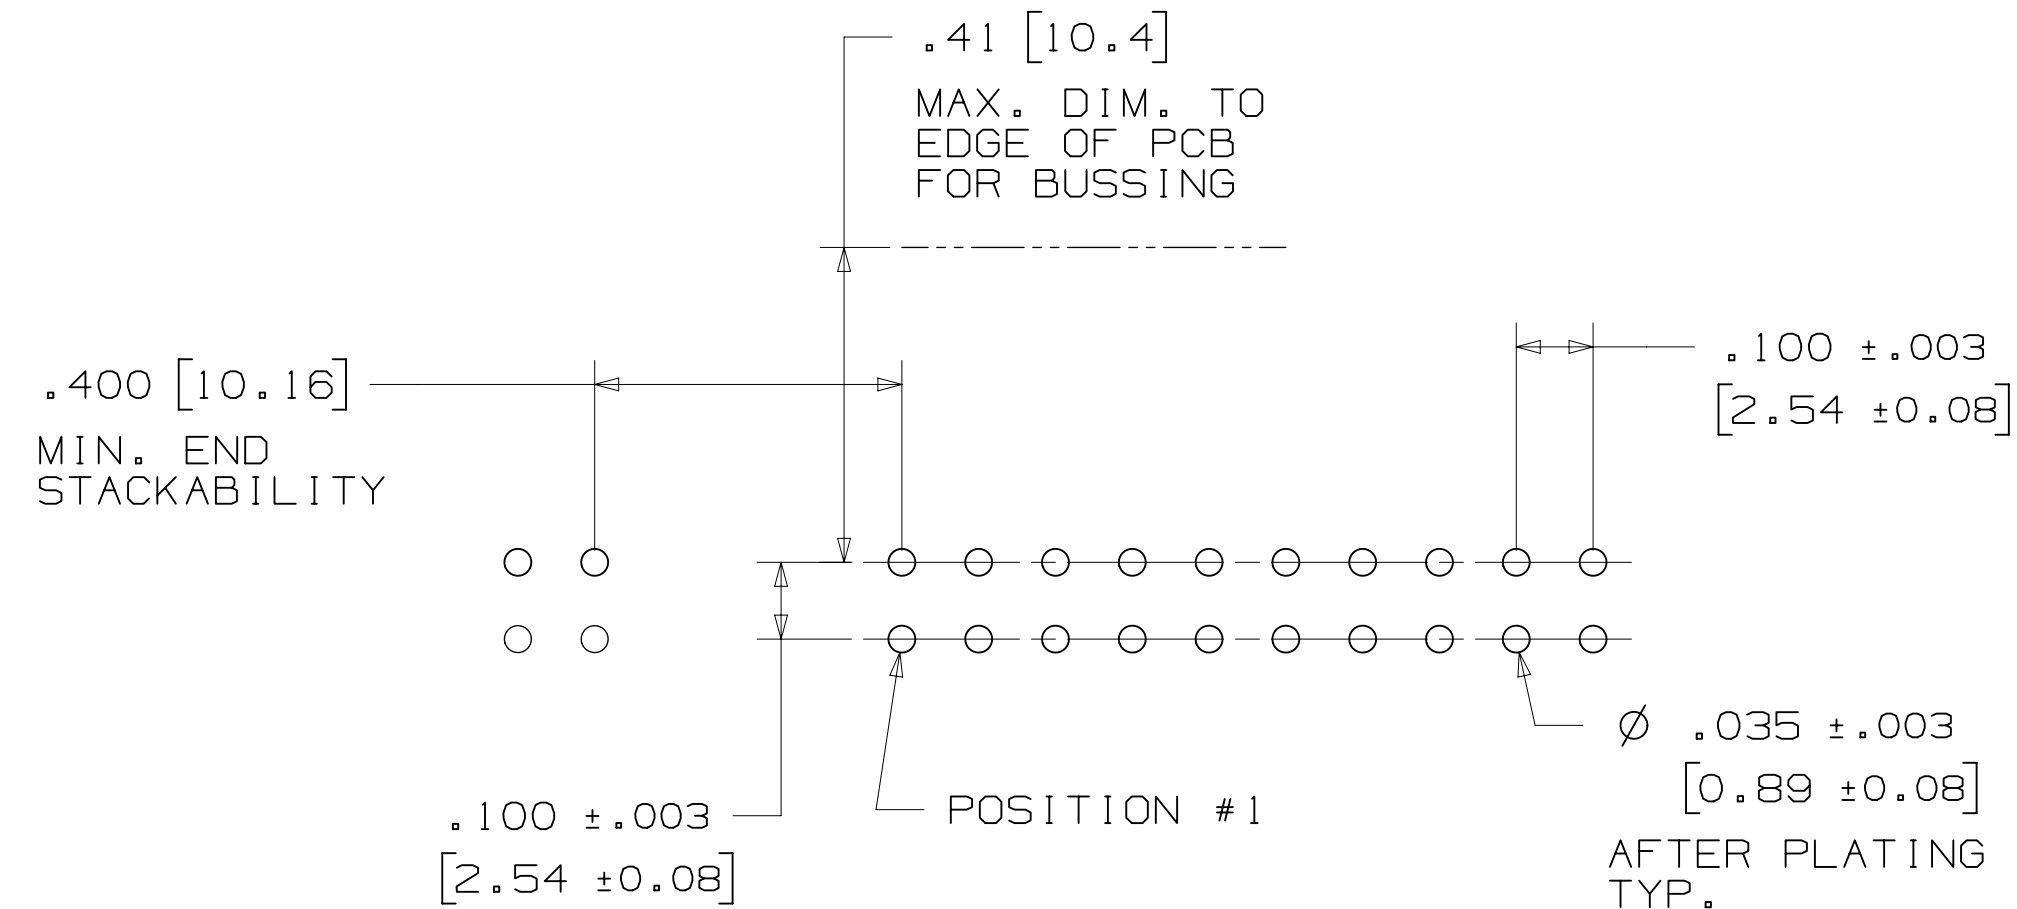 .41 [10.4]
MAX. DIM. TO
EDGE OF PCB
FOR BUSSING
.400 [10.16]
MIN. END
STACKABILITY
.100 ±.003
[2.54 ±0.08]
Ø .035 ±.003
[0.89 ±0.08]
AFTER PLATING
TYP.
POSITION #1
.100 ±.003
[2.54 ±0.08]